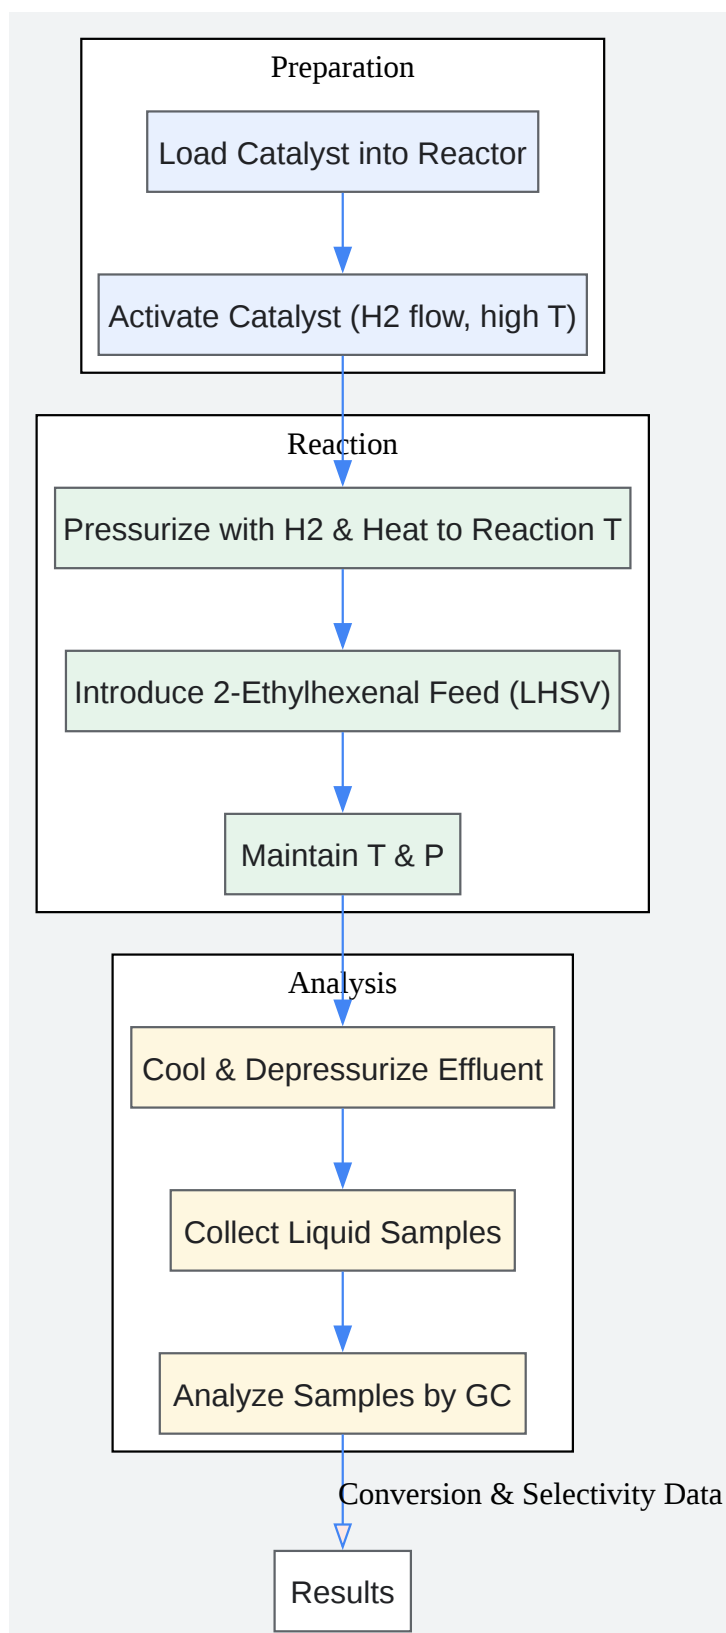 Preparation
Load Catalyst into Reactor
Activate Catalyst (H2 flow, high T)
Reaction
Pressurize with H2 & Heat to Reaction T
Introduce 2-Ethylhexenal Feed (LHSV)
Maintain T & P
Analysis
Cool & Depressurize Effluent
Collect Liquid Samples
Analyze Samples by GC
Conversion & Selectivity Data
Results